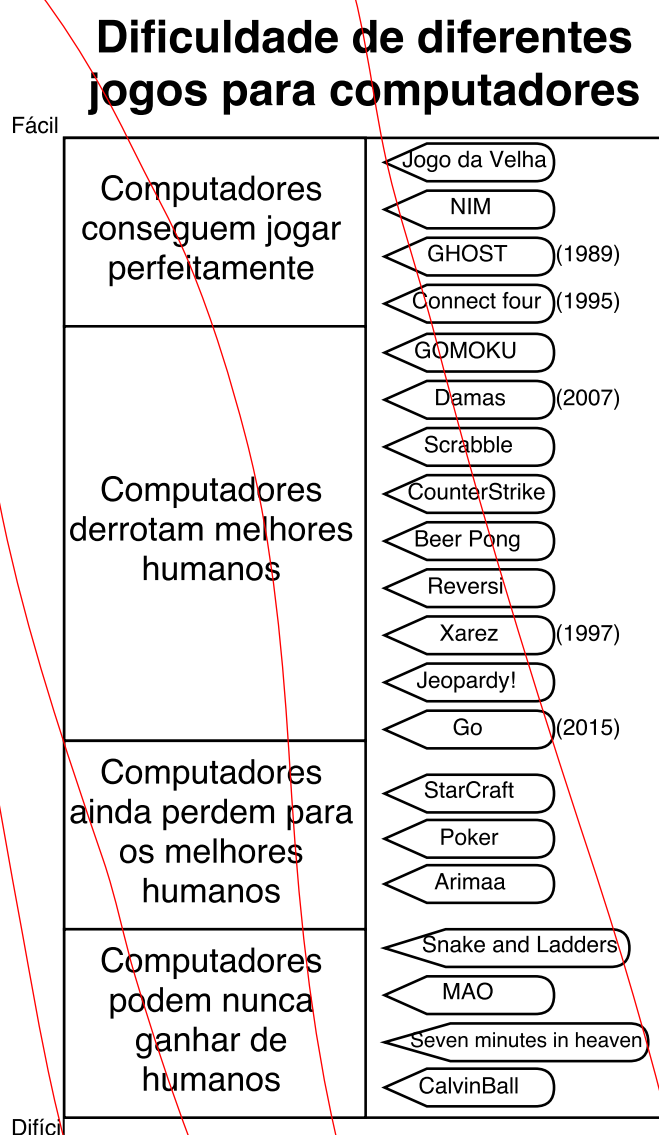 Dificuldade de diferentes
jogos para computadores
Fácil
Computadores
conseguem jogar
perfeitamente
Jogo da Velha
NIM
GHOST (1989)
Connect four (1995)
Computadores
derrotam melhores
humanos
GOMOKU
Damas (2007)
Scrabble
CounterStrike
Beer Pong
Reversi
Xarez (1997)
Jeopardy!
Go (2015)
Computadores
ainda perdem para
os melhores
humanos
StarCraft
Poker
Arimaa
Computadores
podem nunca
ganhar de
humanos
Snake and Ladders
MAO
Seven minutes in heaven
CalvinBall
Difíci